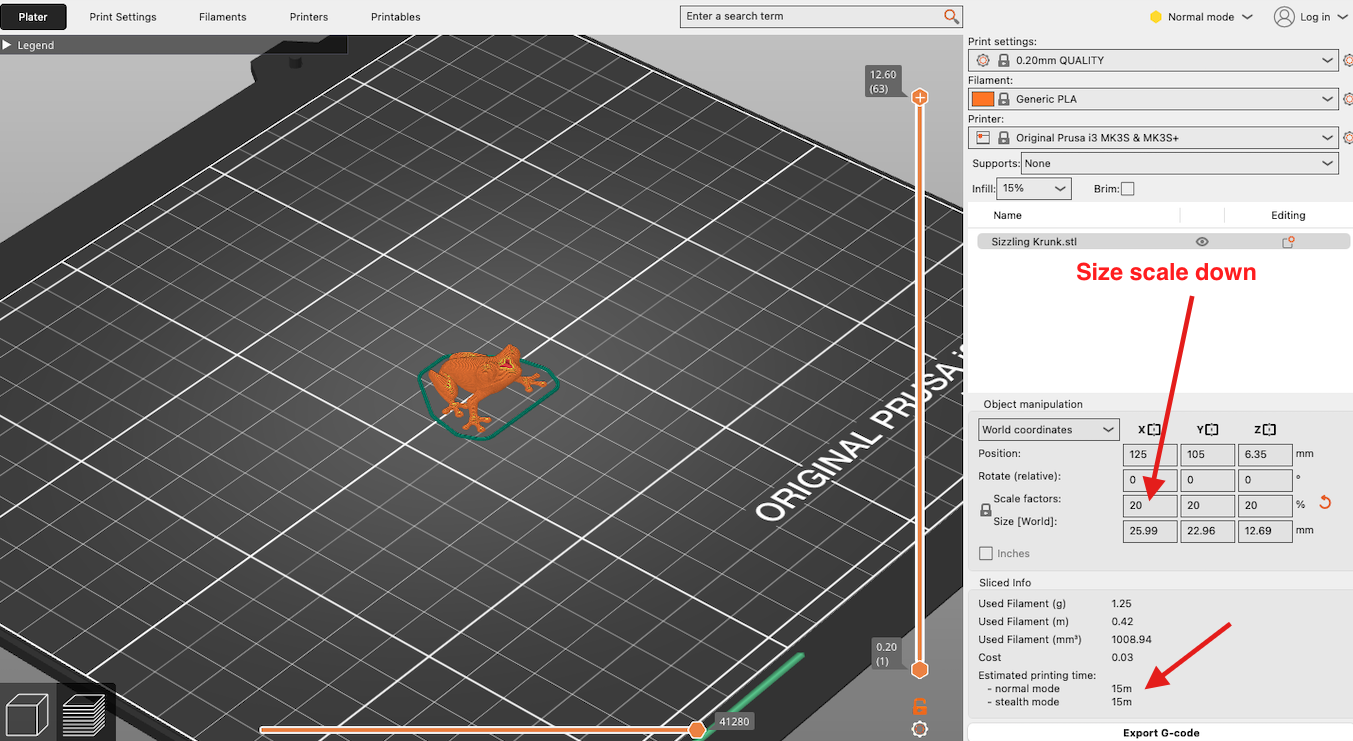 Plater Print Settings Filaments Printers Printables Enter a search term Normal mode Log in
Legend
Print settings:
0.20mm QUALITY
Filament:
Generic PLA
Printer:
Original Prusa i3 MK3S & MK3S+
Supports: None
Infill: 15% Brim:
Name Editing
Sizzling Krunk.stl
Size scale down
12.60
(63)
ORIGINAL PRUSA i
Object manipulation
World coordinates X Y Z
Position: 125 105 6.35 mm
Rotate (relative): 0 0 0 °
Scale factors: 20 20 20 %
Size [World]: 25.99 22.96 12.69 mm
Inches
Sliced Info
Used Filament (g) 1.25
Used Filament (m) 0.42
Used Filament (mm³) 1008.94
Cost 0.03
Estimated printing time:
- normal mode 15m
- stealth mode 15m
0.20
(1)
41280
Export G-code